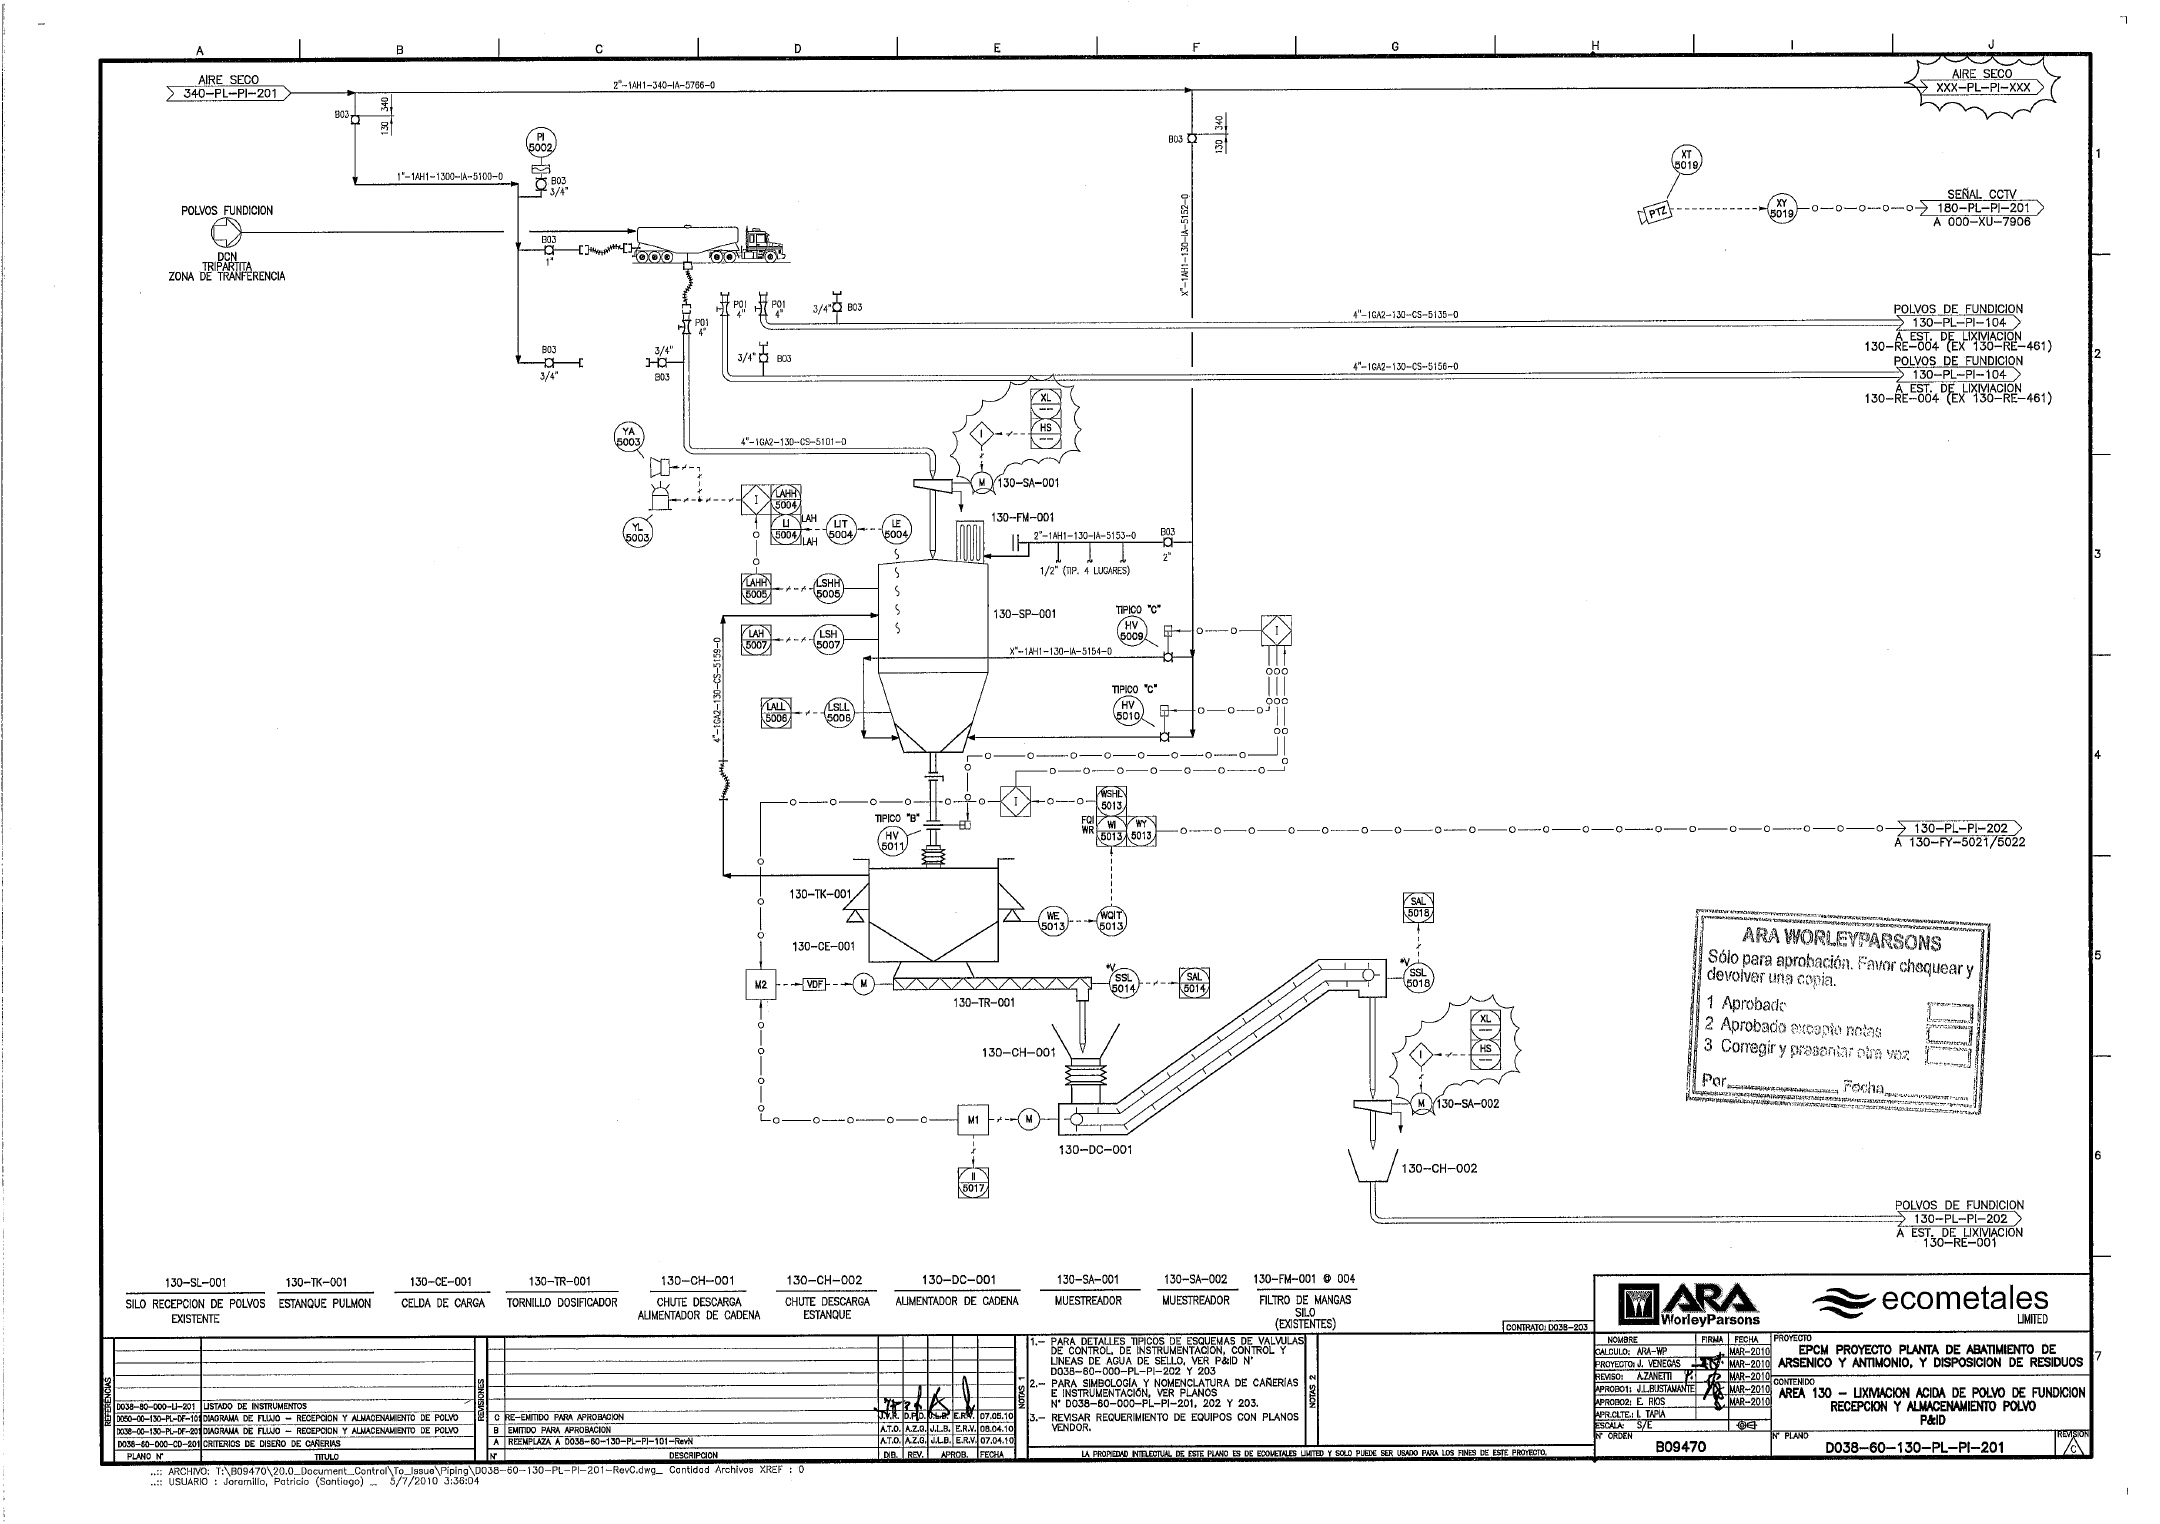 A B C D E F G H I J
AIRE SECO
340-PL-PI-201
2"-1AH1-340-IA-5766-0
AIRE SECO
XXX-PL-PI-XXX
B03
130 340
B03
130 340
PI
5002
B03
3/4"
1"-1AH1-1300-IA-5100-0
1
XT
5019
PTZ
XY
5019
SEÑAL CCTV
180-PL-PI-201
A 000-XU-7906
POLVOS FUNDICION
DCN
TRIPARTITA
ZONA DE TRANFERENCIA
B03
1"
X"-1AH1-130-IA-5152-0
P01
4"
P01
4"
3/4" B03
P01
4"
4"-1GA2-130-CS-5135-0
POLVOS DE FUNDICION
130-PL-PI-104
A EST. DE LIXIVIACION
130-RE-004 (EX 130-RE-461)
2
B03
3/4"
3/4"
B03
3/4" B03
4"-1GA2-130-CS-5156-0
POLVOS DE FUNDICION
130-PL-PI-104
A EST. DE LIXIVIACION
130-RE-004 (EX 130-RE-461)
XL
---
HS
---
I
YA
5003
4"-1GA2-130-CS-5101-0
M 130-SA-001
YL
5003
I
LAHH
5004
LI
5004
LAH
LAH
LIT
5004
LE
5004
130-FM-001
2"-1AH1-130-IA-5153-0
B03
2"
1/2" (TIP. 4 LUGARES)
3
LAHH
5005
LSHH
5005
130-SP-001
TIPICO "C"
HV
5009
I
LAH
5007
LSH
5007
X"-1AH1-130-IA-5154-0
4"-1GA2-130-CS-5159-0
TIPICO "C"
HV
5010
LALL
5006
LSLL
5006
4
I
WSHL
5013
FQI
WR
WI
5013
WY
5013
TIPICO "B"
HV
5011
130-PL-PI-202
A 130-FY-5021/5022
130-TK-001
WE
5013
WQIT
5013
SAL
5018
130-CE-001
*V
SSL
5014
SAL
5014
*V
SSL
5018
M2
VDF
M
130-TR-001
5
ARA WORLEYPARSONS
Sólo para aprobación. Favor chequear y
devolver una copia.
1 Aprobado
2 Aprobado excepto notas
3 Corregir y presentar otra vez
Por Fecha
130-CH-001
XL
---
HS
---
I
M 130-SA-002
M1
M
130-DC-001
II
5017
130-CH-002
6
POLVOS DE FUNDICION
130-PL-PI-202
A EST. DE LIXIVIACION
130-RE-001
130-SL-001
SILO RECEPCION DE POLVOS
EXISTENTE
130-TK-001
ESTANQUE PULMON
130-CE-001
CELDA DE CARGA
130-TR-001
TORNILLO DOSIFICADOR
130-CH-001
CHUTE DESCARGA
ALIMENTADOR DE CADENA
130-CH-002
CHUTE DESCARGA
ESTANQUE
130-DC-001
ALIMENTADOR DE CADENA
130-SA-001
MUESTREADOR
130-SA-002
MUESTREADOR
130-FM-001 @ 004
FILTRO DE MANGAS
SILO
(EXISTENTES)
CONTRATO: D038-203
ARA
WorleyParsons
ecometales
LIMITED
REFERENCIAS
D038-80-000-LI-201 LISTADO DE INSTRUMENTOS
D050-00-130-PL-DF-101 DIAGRAMA DE FLUJO - RECEPCION Y ALMACENAMIENTO DE POLVO
D038-00-130-PL-DF-201 DIAGRAMA DE FLUJO - RECEPCION Y ALMACENAMIENTO DE POLVO
D038-60-000-CD-201 CRITERIOS DE DISEÑO DE CAÑERIAS
PLANO N° TITULO
REVISIONES
C RE-EMITIDO PARA APROBACION J.V.R. D.P.D. J.L.B. E.R.V. 07.05.10
B EMITIDO PARA APROBACION A.T.O. A.Z.G. J.L.B. E.R.V. 08.04.10
A REEMPLAZA A D038-60-130-PL-PI-101-RevN A.T.O. A.Z.G. J.L.B. E.R.V. 07.04.10
N° DESCRIPCION DIB. REV. APROB. FECHA
NOTAS 1
1.- PARA DETALLES TIPICOS DE ESQUEMAS DE VALVULAS
DE CONTROL, DE INSTRUMENTACION, CONTROL Y
LINEAS DE AGUA DE SELLO, VER P&ID N°
D038-60-000-PL-PI-202 Y 203
2.- PARA SIMBOLOGÍA Y NOMENCLATURA DE CAÑERIAS
E INSTRUMENTACIÓN, VER PLANOS
N° D038-60-000-PL-PI-201, 202 Y 203.
3.- REVISAR REQUERIMIENTO DE EQUIPOS CON PLANOS
VENDOR.
NOTAS 2
LA PROPIEDAD INTELECTUAL DE ESTE PLANO ES DE ECOMETALES LIMITED Y SOLO PUEDE SER USADO PARA LOS FINES DE ESTE PROYECTO.
NOMBRE FIRMA FECHA
CALCULO: ARA-WP MAR-2010
PROYECTO: J. VENEGAS MAR-2010
REVISO: A.ZANETTI MAR-2010
APROBO1: J.L.BUSTAMANTE MAR-2010
APROBO2: E. RIOS MAR-2010
APR.CLTE.: I. TAPIA
ESCALA: S/E
N° ORDEN
B09470
PROYECTO
EPCM PROYECTO PLANTA DE ABATIMIENTO DE
ARSENICO Y ANTIMONIO, Y DISPOSICION DE RESIDUOS
CONTENIDO
AREA 130 - LIXIVIACION ACIDA DE POLVO DE FUNDICION
RECEPCION Y ALMACENAMIENTO POLVO
P&ID
N° PLANO
D038-60-130-PL-PI-201
REVISION
C
7
..:: ARCHIVO: T:\B09470\20.0_Document_Control\To_Issue\Piping\D038-60-130-PL-PI-201-RevC.dwg_ Cantidad Archivos XREF : 0
..:: USUARIO : Jaramillo, Patricio (Santiago) _ 5/7/2010 3:36:04